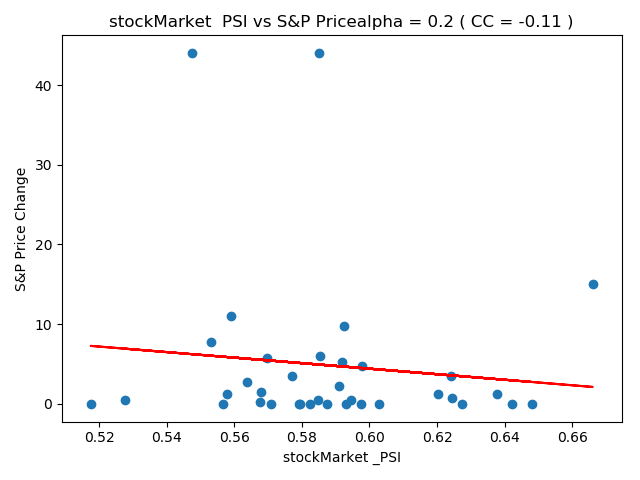 stockMarket  PSI vs S&P Pricealpha = 0.2 ( CC = -0.11 )
40
30
20
10
0
S&P Price Change
0.52 0.54 0.56 0.58 0.60 0.62 0.64 0.66
stockMarket _PSI